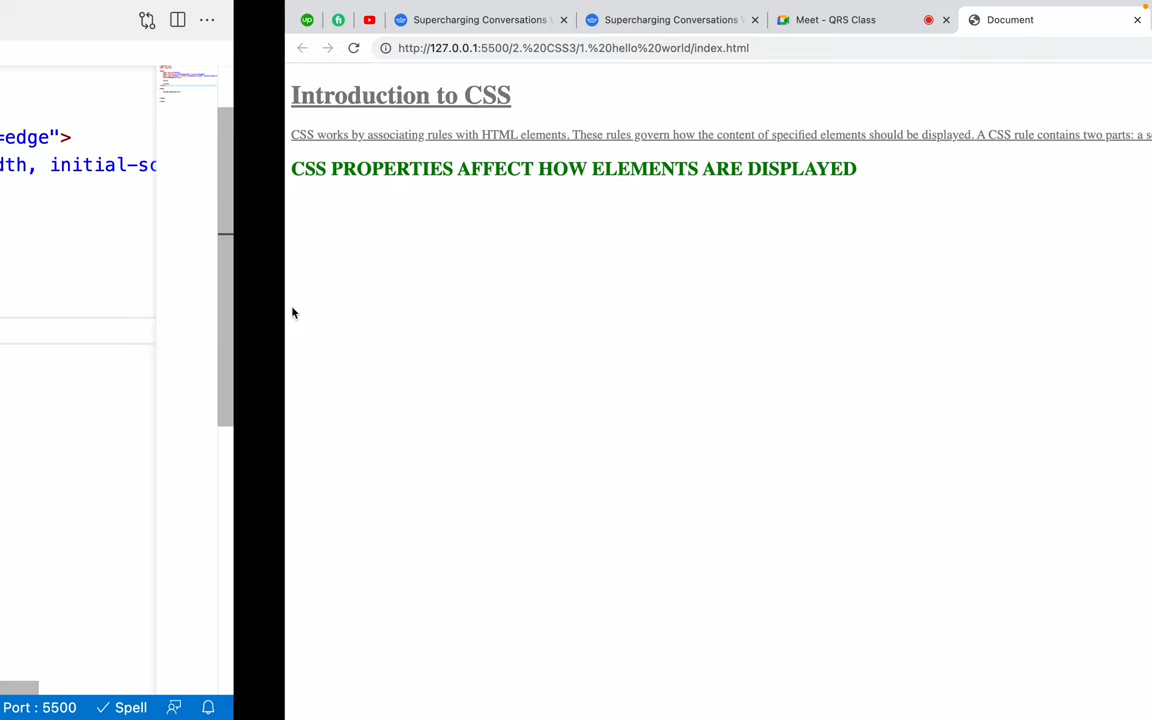 up
Supercharging Conversations
Supercharging Conversations
Meet - QRS Class
Document
http://127.0.0.1:5500/2.%20CSS3/1.%20hello%20world/index.html
=edge">
dth, initial-sc
Introduction to CSS
CSS works by associating rules with HTML elements. These rules govern how the content of specified elements should be displayed. A CSS rule contains two parts: a s
CSS PROPERTIES AFFECT HOW ELEMENTS ARE DISPLAYED
Port : 5500
Spell